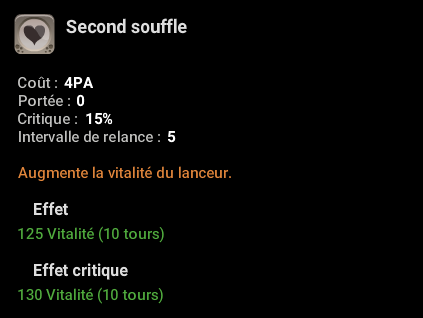 Second souffle
Coût : 4PA
Portée : 0
Critique : 15%
Intervalle de relance : 5
Augmente la vitalité du lanceur.
Effet
125 Vitalité (10 tours)
Effet critique
130 Vitalité (10 tours)